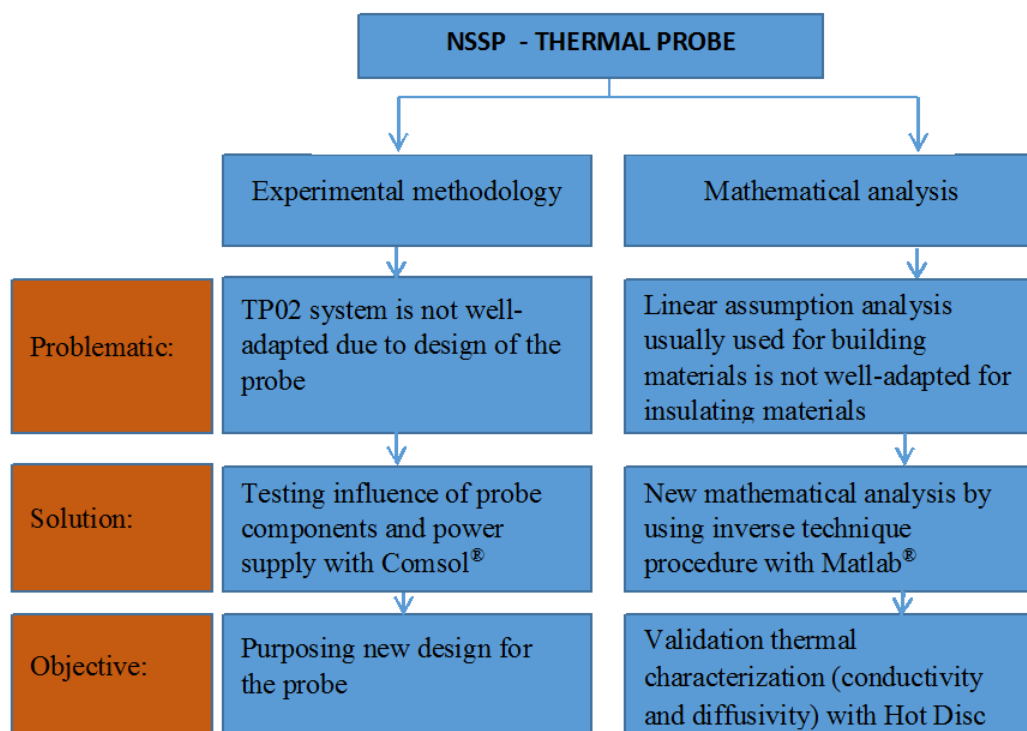 NSSP - THERMAL PROBE
Experimental methodology
Mathematical analysis
Problematic:
TP02 system is not well-
adapted due to design of the
probe
Linear assumption analysis
usually used for building
materials is not well-adapted for
insulating materials
Solution:
Testing influence of probe
components and power
supply with Comsol®
New mathematical analysis by
using inverse technique
procedure with Matlab®
Objective:
Purposing new design for
the probe
Validation thermal
characterization (conductivity
and diffusivity) with Hot Disc